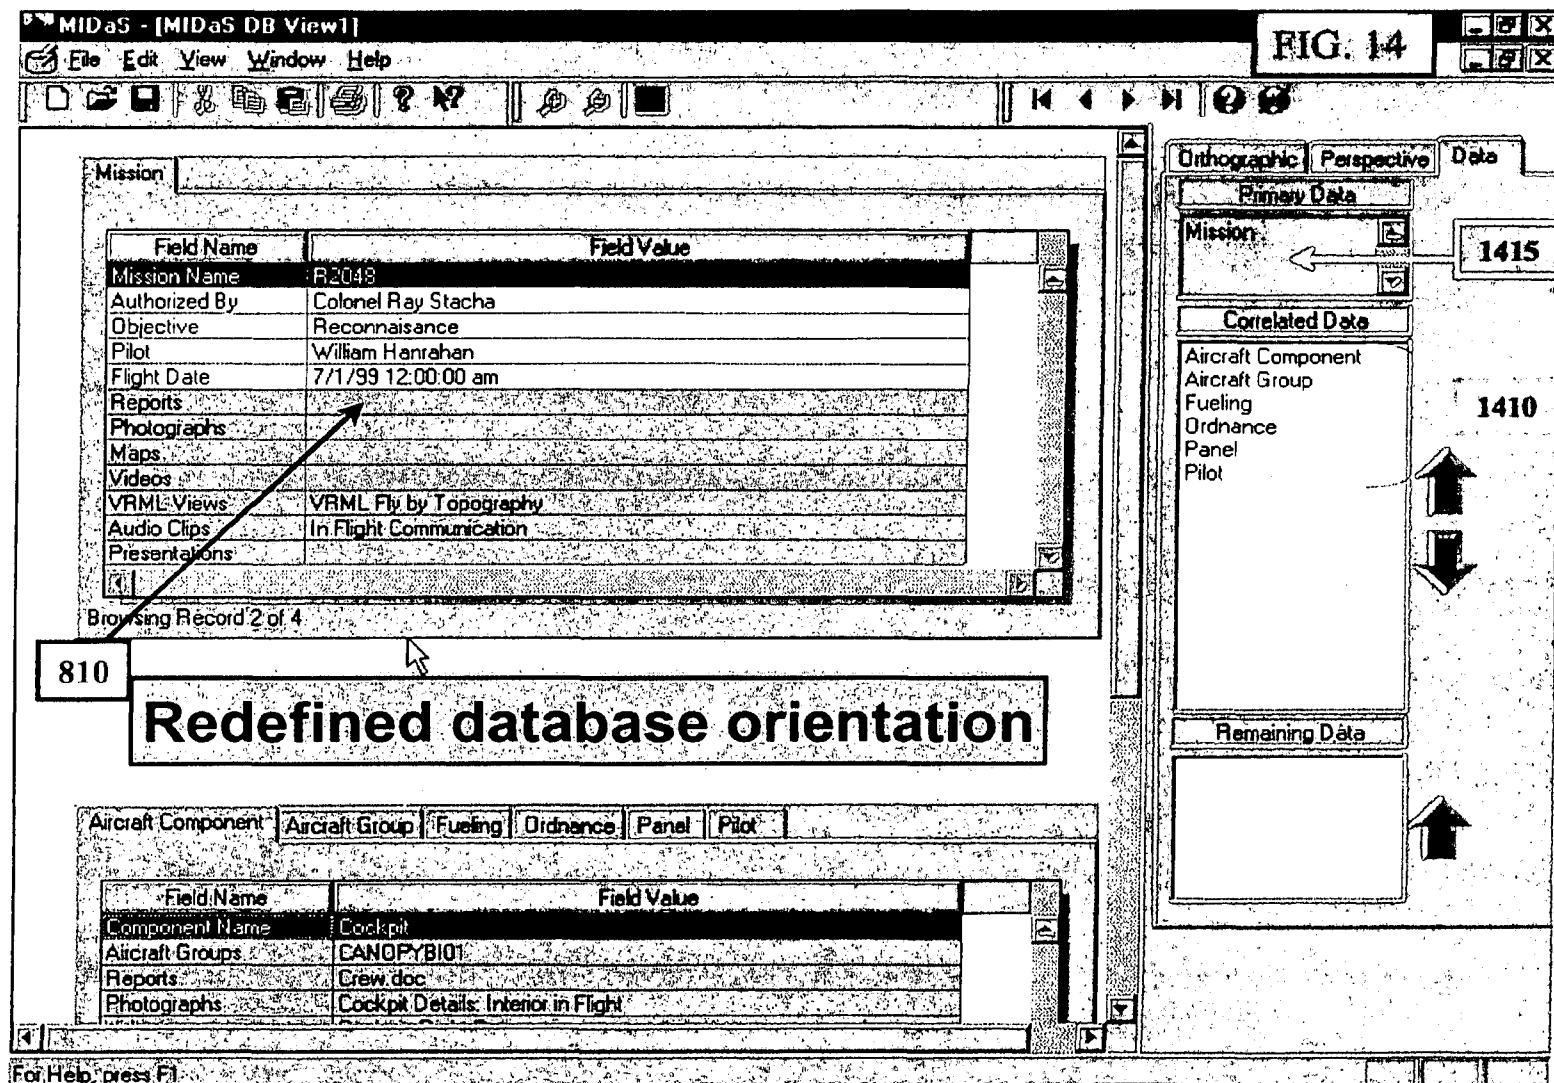 MIDaS - [MIDaS DB View1]
FIG. 14
File Edit View Window Help
Mission
Field Name Field Value
Mission Name R2048
Authorized By Colonel Ray Stacha
Objective Reconnaisance
Pilot William Hanrahan
Flight Date 7/1/99 12:00:00 am
Reports
Photographs
Maps
Videos
VRML Views VRML Fly by Topography
Audio Clips In Flight Communication
Presentations
Browsing Record 2 of 4
810
Redefined database orientation
Aircraft Component Aircraft Group Fueling Ordnance Panel Pilot
Field Name Field Value
Component Name Cockpit
Aircraft Groups CANOPYBI01
Reports Crew.doc
Photographs Cockpit Details; Interior in Flight
Orthographic Perspective Data
Primary Data
Mission
1415
Correlated Data
Aircraft Component
Aircraft Group
Fueling
Ordnance
Panel
Pilot
1410
Remaining Data
For Help, press F1